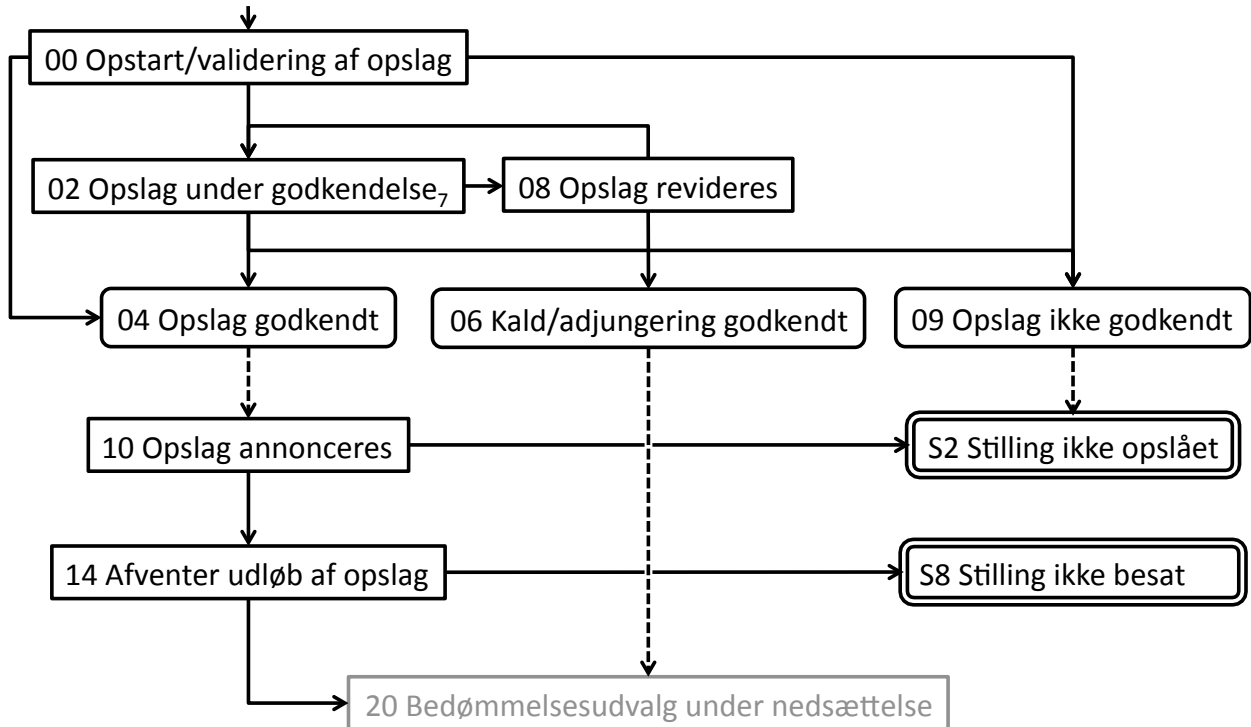 00 Opstart/validering af opslag
02 Opslag under godkendelse₇
08 Opslag revideres
04 Opslag godkendt
06 Kald/adjungering godkendt
09 Opslag ikke godkendt
10 Opslag annonceres
S2 Stilling ikke opslået
14 Afventer udløb af opslag
S8 Stilling ikke besat
20 Bedømmelsesudvalg under nedsættelse